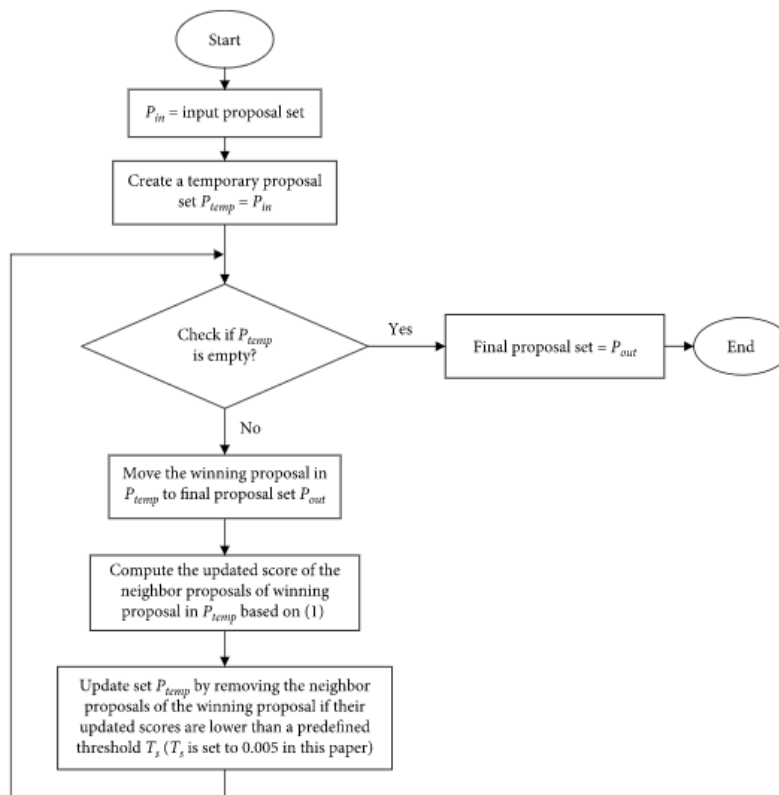 Start
P_in = input proposal set
Create a temporary proposal
set P_temp = P_in
Check if P_temp
is empty?
Yes
Final proposal set = P_out
End
No
Move the winning proposal in
P_temp to final proposal set P_out
Compute the updated score of the
neighbor proposals of winning
proposal in P_temp based on (1)
Update set P_temp by removing the neighbor
proposals of the winning proposal if their
updated scores are lower than a predefined
threshold T_s (T_s is set to 0.005 in this paper)